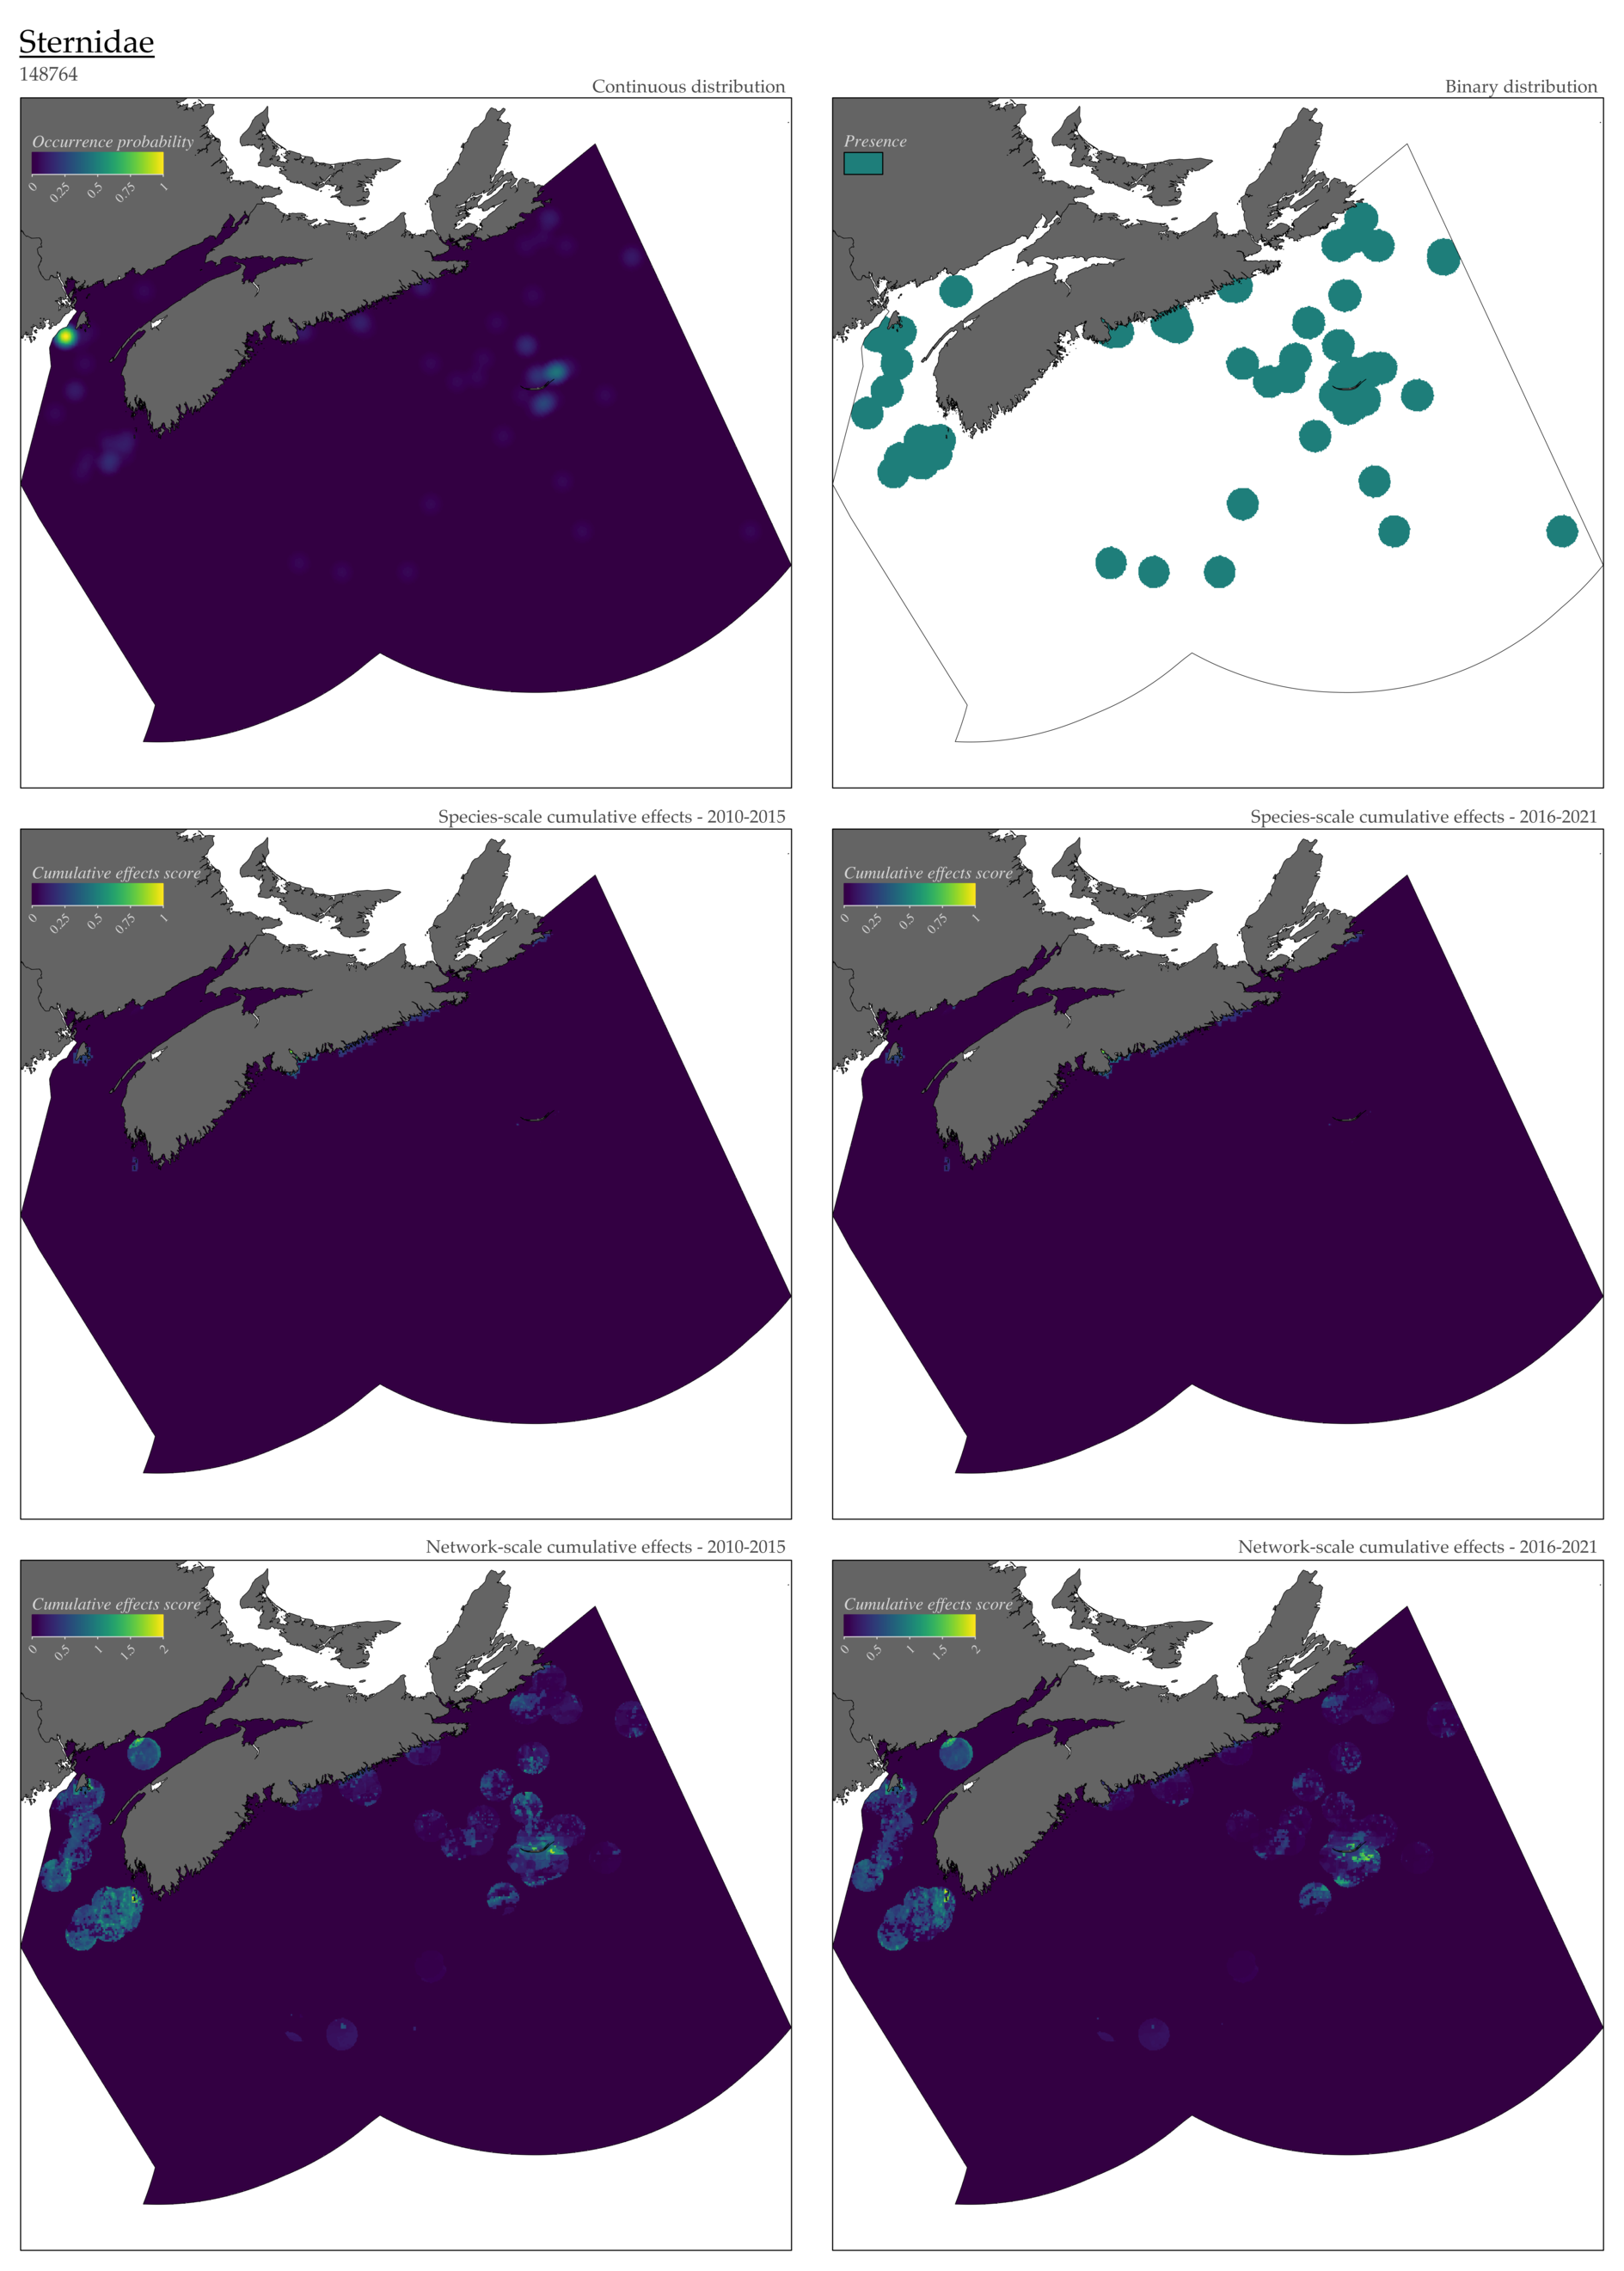 Sternidae
148764
Continuous distribution
Binary distribution
Occurrence probability
0 0.25 0.5 0.75 1
Presence
Species-scale cumulative effects - 2010-2015
Species-scale cumulative effects - 2016-2021
Cumulative effects score
0 0.25 0.5 0.75 1
Cumulative effects score
0 0.25 0.5 0.75 1
Network-scale cumulative effects - 2010-2015
Network-scale cumulative effects - 2016-2021
Cumulative effects score
0 0.5 1 1.5 2
Cumulative effects score
0 0.5 1 1.5 2